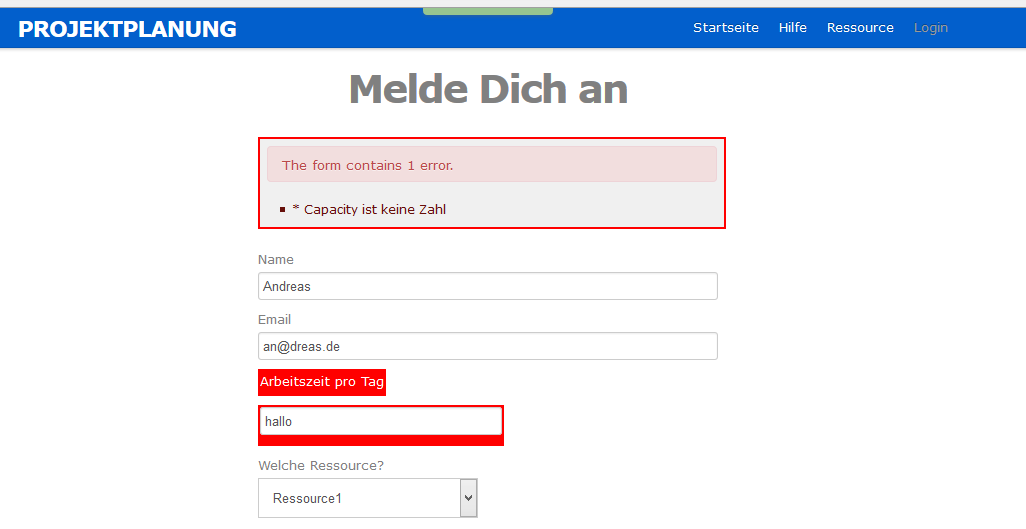 PROJEKTPLANUNG
Startseite Hilfe Ressource Login
Melde Dich an
The form contains 1 error.
* Capacity ist keine Zahl
Name
Andreas
Email
an@dreas.de
Arbeitszeit pro Tag
hallo
Welche Ressource?
Ressource1